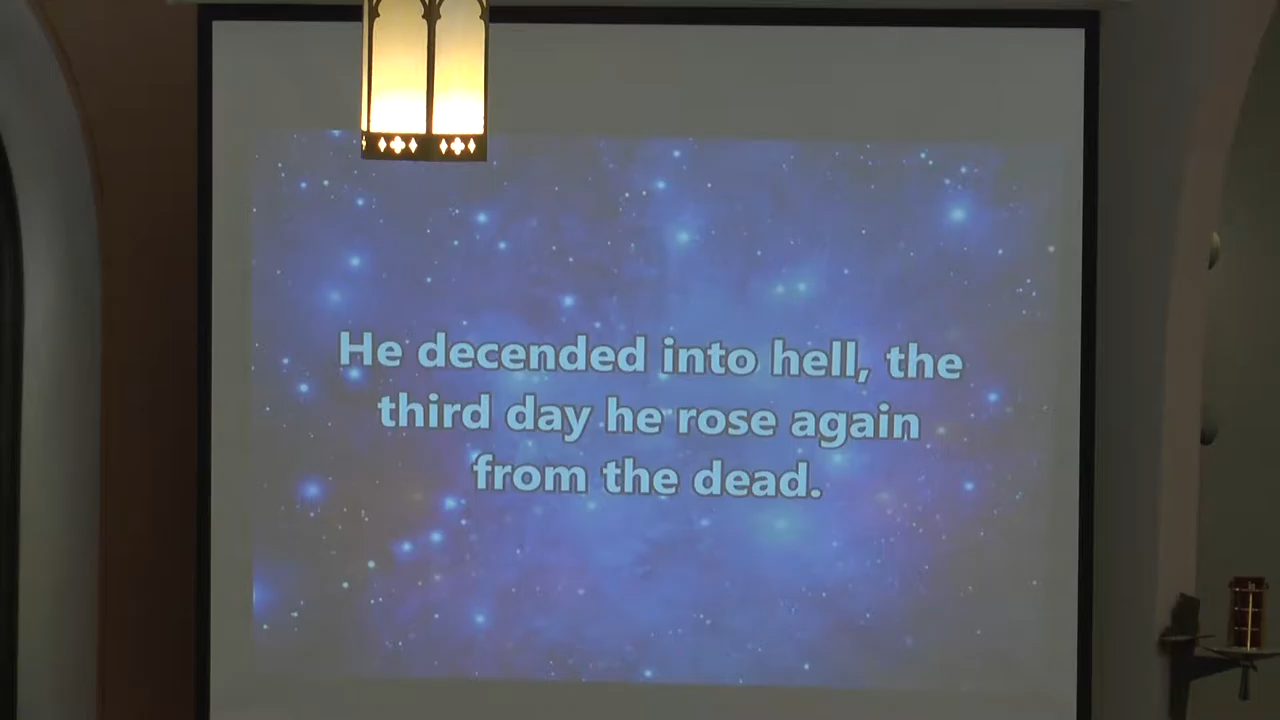 He decended into hell, the
third day he rose again
from the dead.